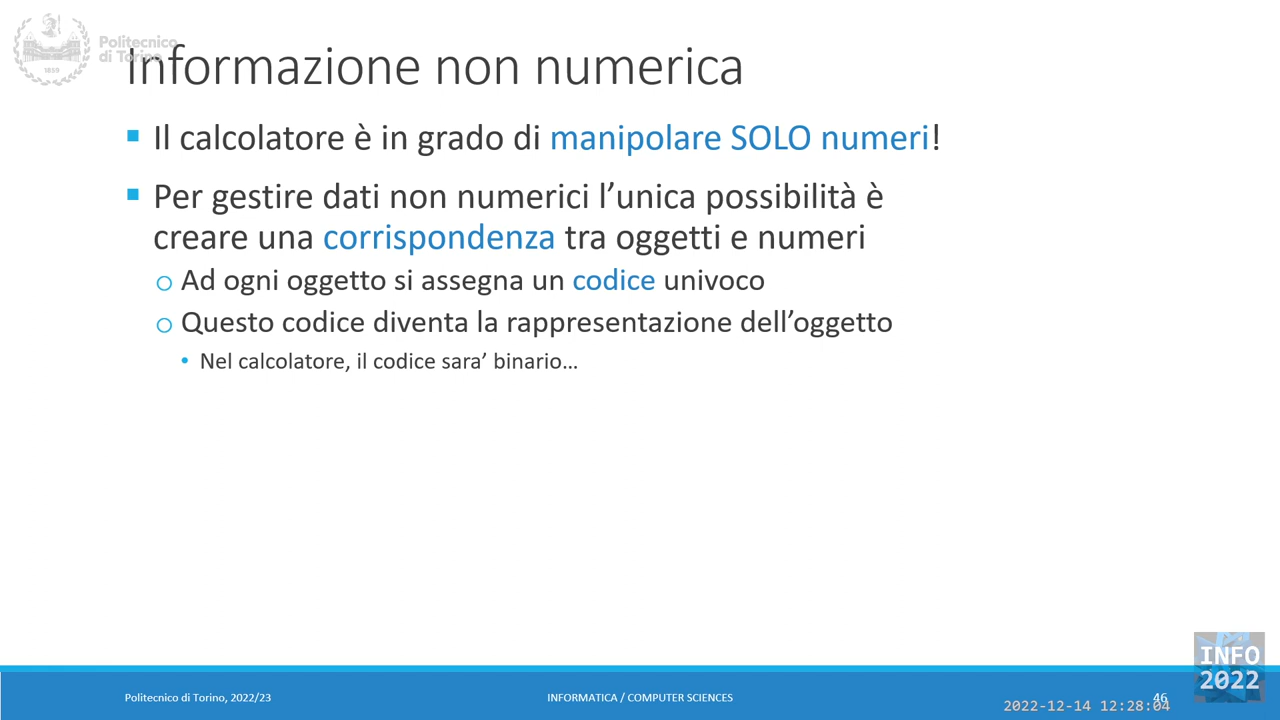 Politecnico
di Torino
1859
Informazione non numerica
Il calcolatore è in grado di manipolare SOLO numeri!
Per gestire dati non numerici l’unica possibilità è
creare una corrispondenza tra oggetti e numeri
Ad ogni oggetto si assegna un codice univoco
Questo codice diventa la rappresentazione dell’oggetto
Nel calcolatore, il codice sara’ binario…
INFO
2022
Politecnico di Torino, 2022/23
INFORMATICA / COMPUTER SCIENCES
46
2022-12-14 12:28:04